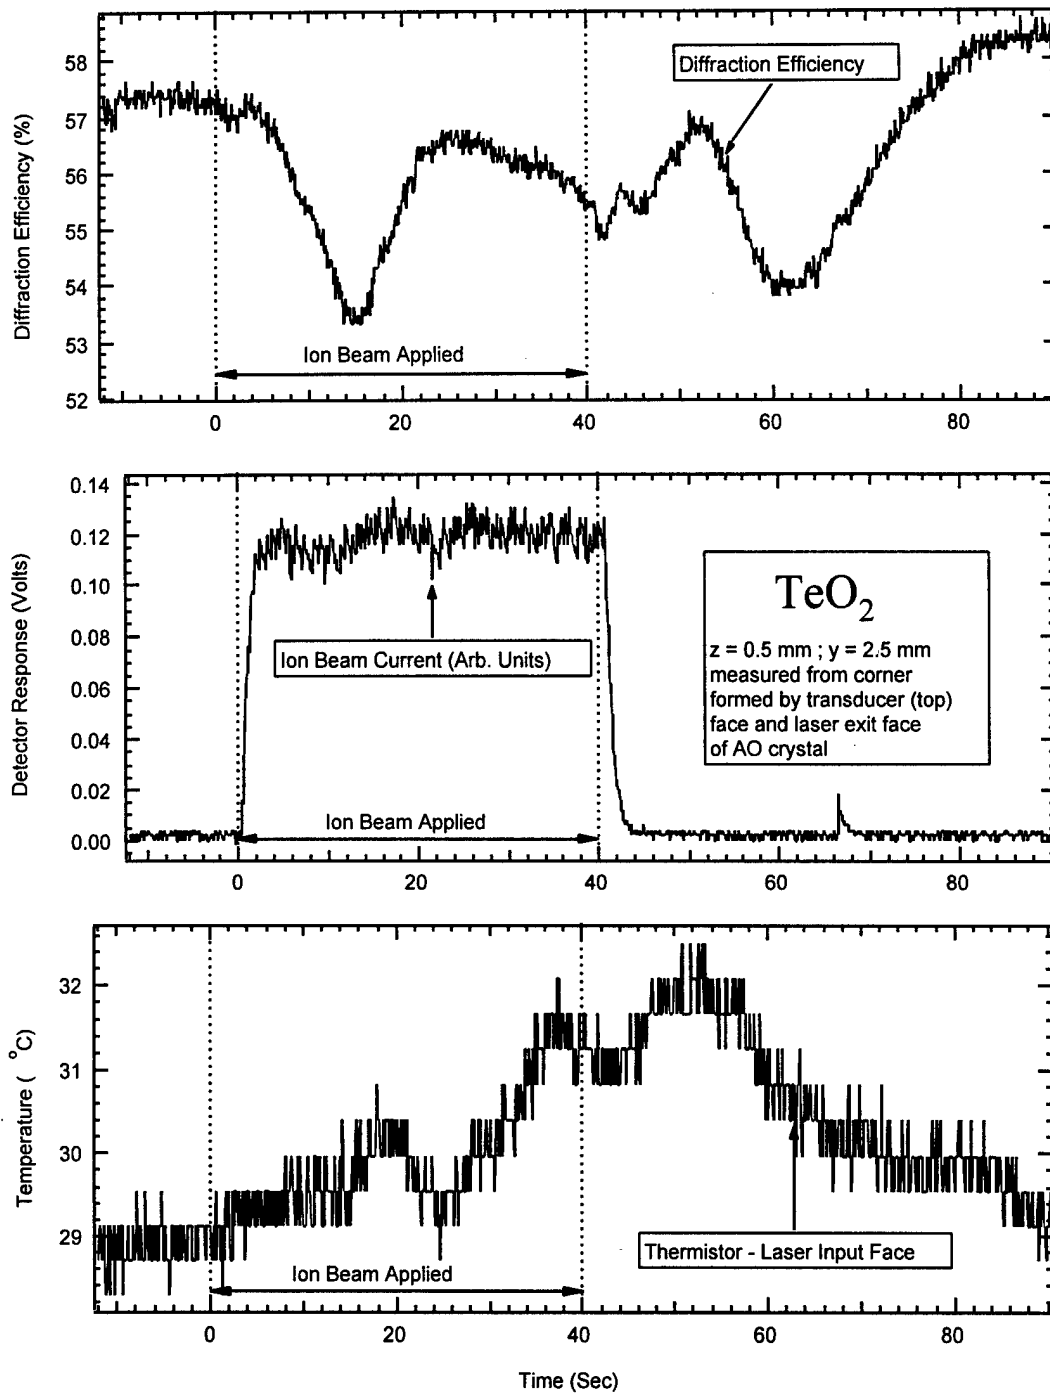 58
57
56
55
54
53
52
Diffraction Efficiency (%)
Diffraction Efficiency
Ion Beam Applied
0
20
40
60
80
0.14
0.12
0.10
0.08
0.06
0.04
0.02
0.00
Detector Response (Volts)
Ion Beam Current (Arb. Units)
TeO₂
z = 0.5 mm ; y = 2.5 mm
measured from corner
formed by transducer (top)
face and laser exit face
of AO crystal
Ion Beam Applied
0
20
40
60
80
32
31
30
29
Temperature ( °C)
Thermistor - Laser Input Face
Ion Beam Applied
0
20
40
60
80
Time (Sec)